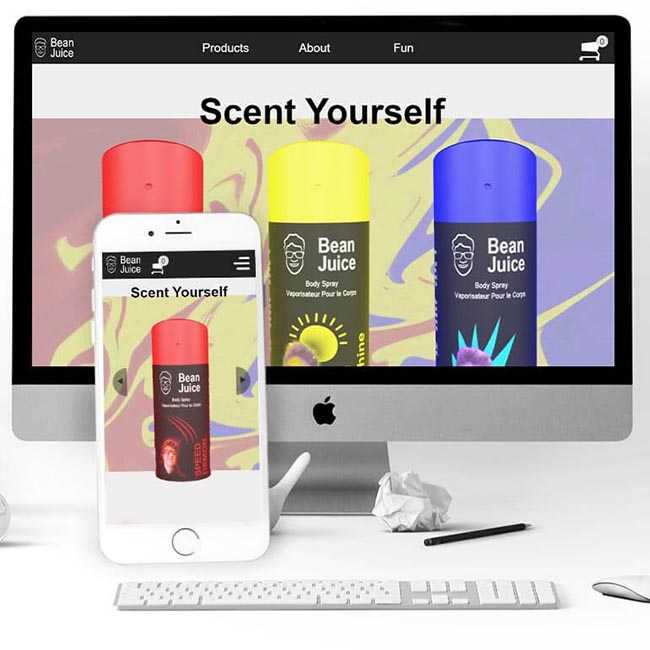 Bean
Juice
Products
About
Fun
0
Scent Yourself
Bean
Juice
Body Spray
Vaporisateur Pour le Corps
hine
Bean
Juice
Body Spray
Vaporisateur Pour le Corps
Bean
Juice
0
Scent Yourself
Bean
Juice
Body Spray
Vaporisateur Pour le Corps
SPEED
DEMON